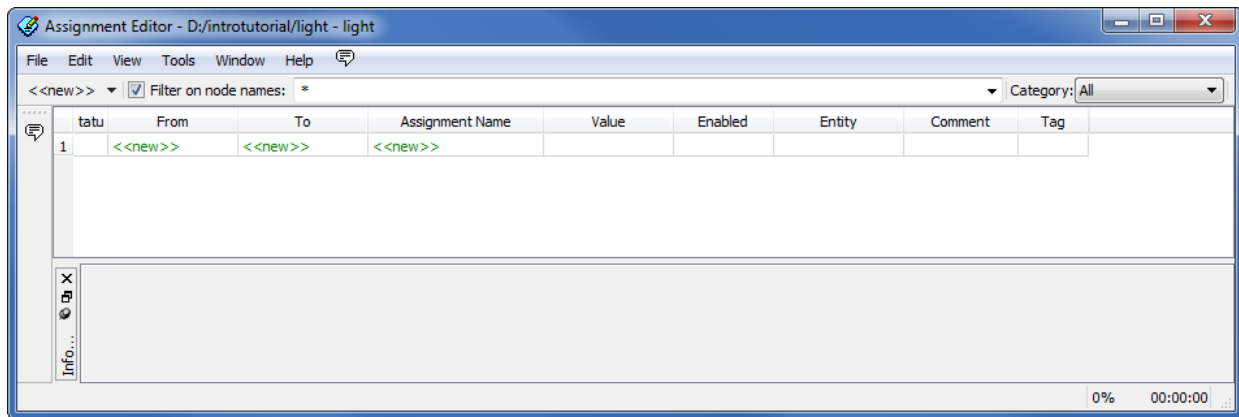 Assignment Editor - D:/introtutorial/light - light
File Edit View Tools Window Help
<<new>> Filter on node names: * Category: All
tatu From To Assignment Name Value Enabled Entity Comment Tag
1 <<new>> <<new>> <<new>>
Info...
0% 00:00:00